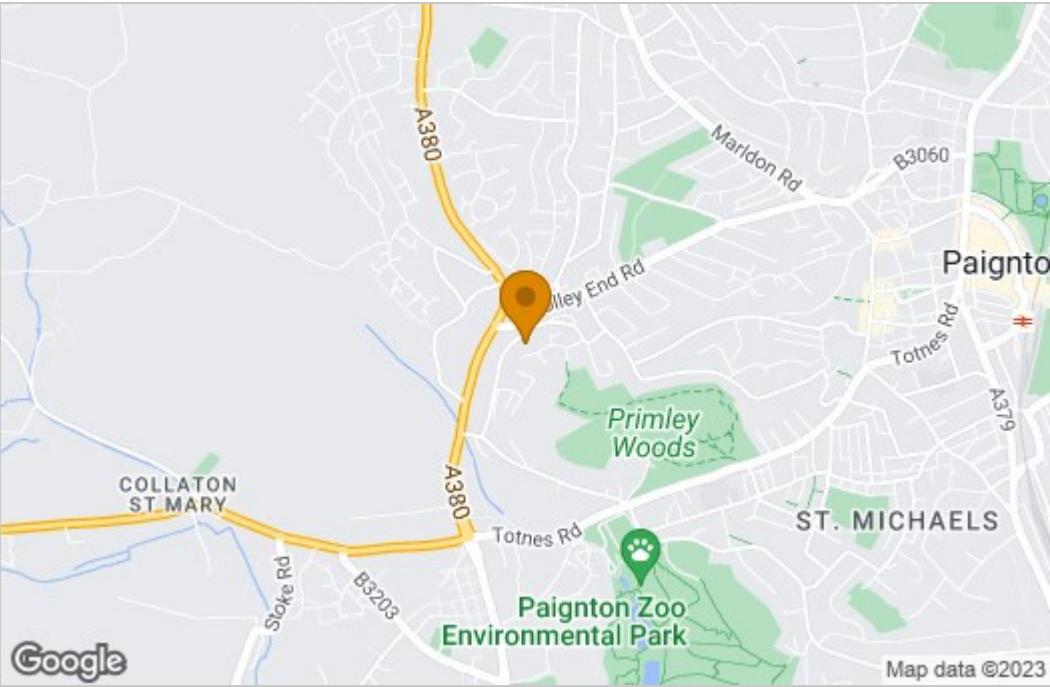 A380
Marldon Rd
B3060
Paignto
lley End Rd
Totnes Rd
A379
Primley
Woods
COLLATON
ST MARY
A380
Totnes Rd
ST. MICHAELS
Stoke Rd
B3203
Paignton Zoo
Environmental Park
Google
Map data ©2023